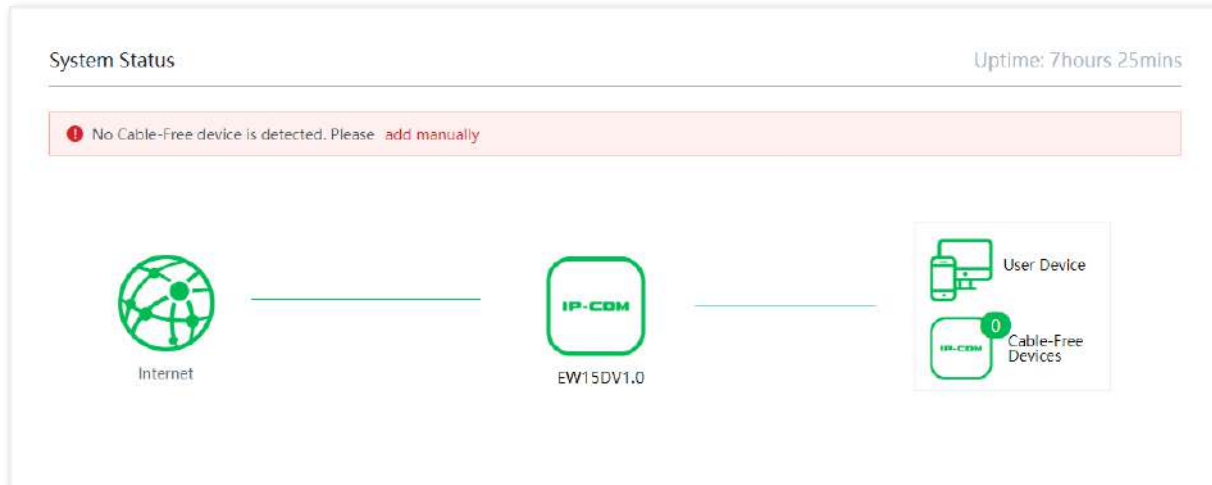 System Status
Uptime: 7hours 25mins
No Cable-Free device is detected. Please add manually
IP-COM
User Device
0
IP-COM
Cable-Free
Devices
Internet
EW15DV1.0